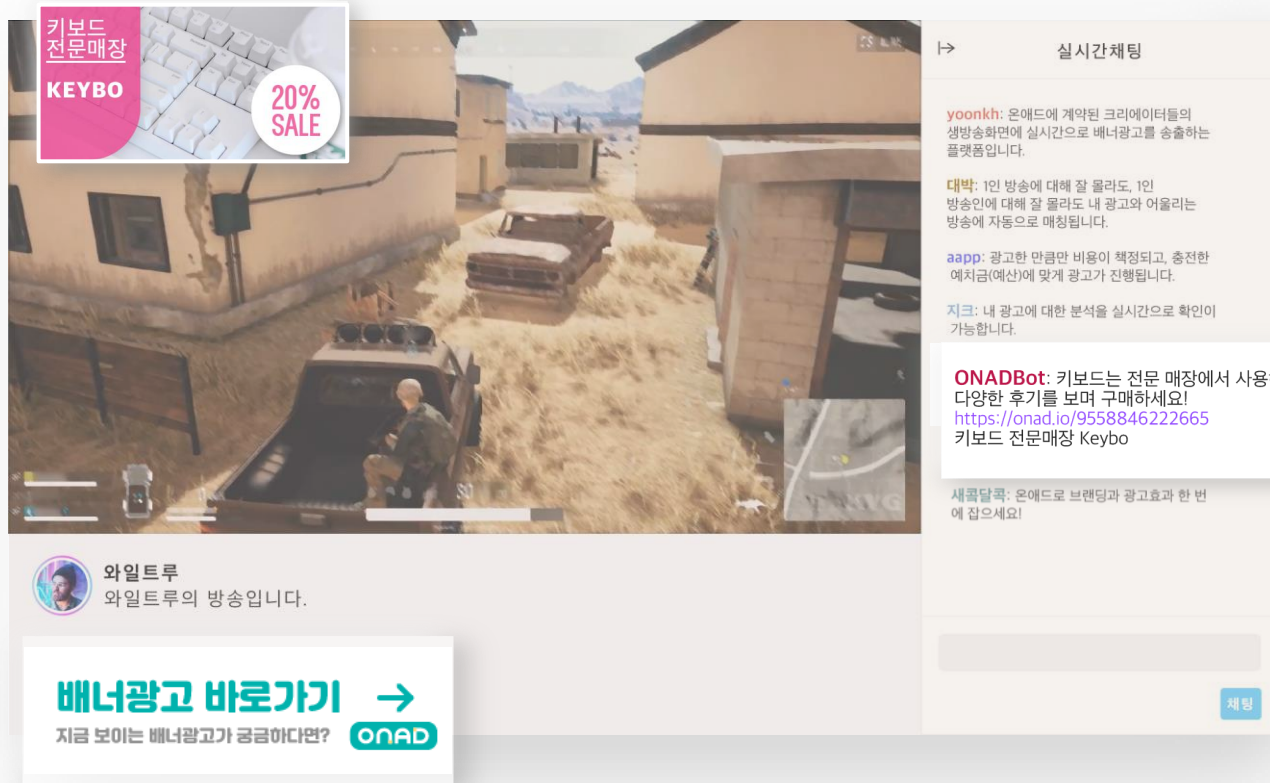 키보드
전문매장
KEYBO
20%
SALE
실시간채팅
yoonkh: 온애드에 계약된 크리에이터들의
생방송화면에 실시간으로 배너광고를 송출하는
플랫폼입니다.
대박: 1인 방송에 대해 잘 몰라도, 1인
방송인에 대해 잘 몰라도 내 광고와 어울리는
방송에 자동으로 매칭됩니다.
aapp: 광고한 만큼만 비용이 책정되고, 충전한
예치금(예산)에 맞게 광고가 진행됩니다.
지크: 내 광고에 대한 분석을 실시간으로 확인이
가능합니다.
ONADBot: 키보드는 전문 매장에서 사용
다양한 후기를 보며 구매하세요!
https://onad.io/9558846222665
키보드 전문매장 Keybo
새콤달콕: 온애드로 브랜딩과 광고효과 한 번
에 잡으세요!
채팅
와일트루
와일트루의 방송입니다.
배너광고 바로가기 →
지금 보이는 배너광고가 궁금하다면? ONAD